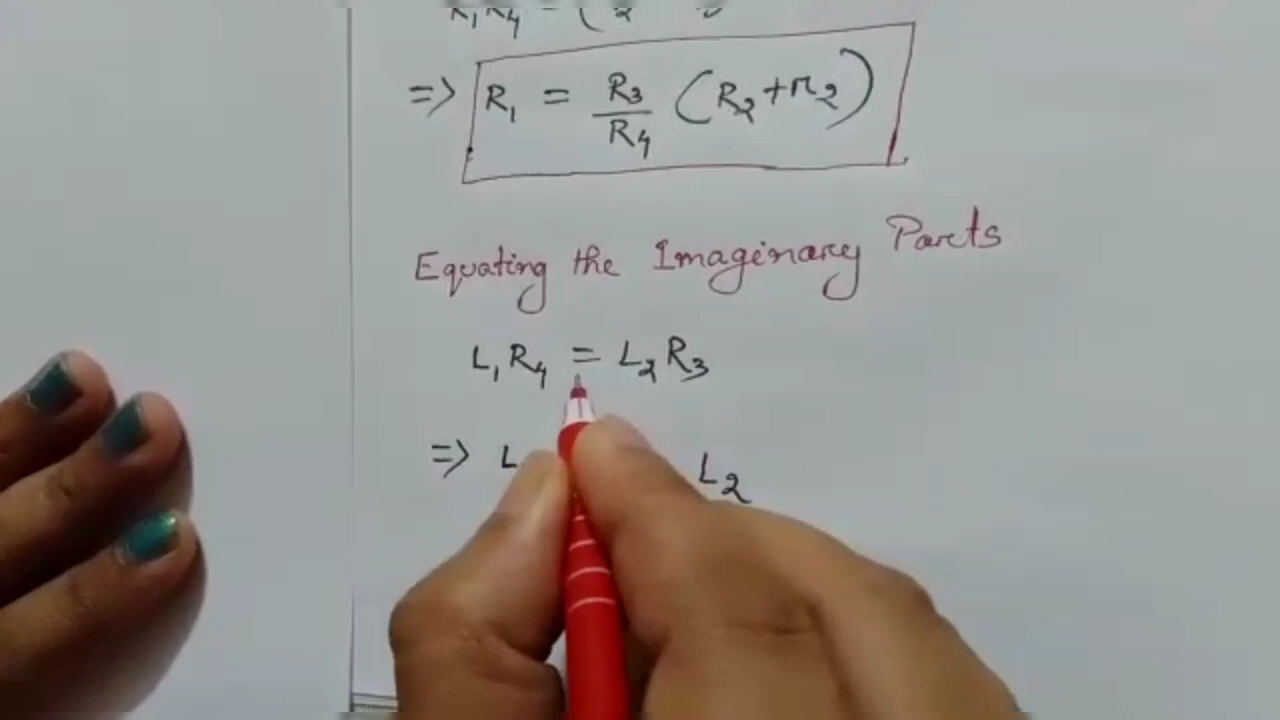 => R₁ = R₃/R₄ (R₂+r₂)
Equating the Imaginary Parts
L₁R₄ = L₂R₃
=> L L₂